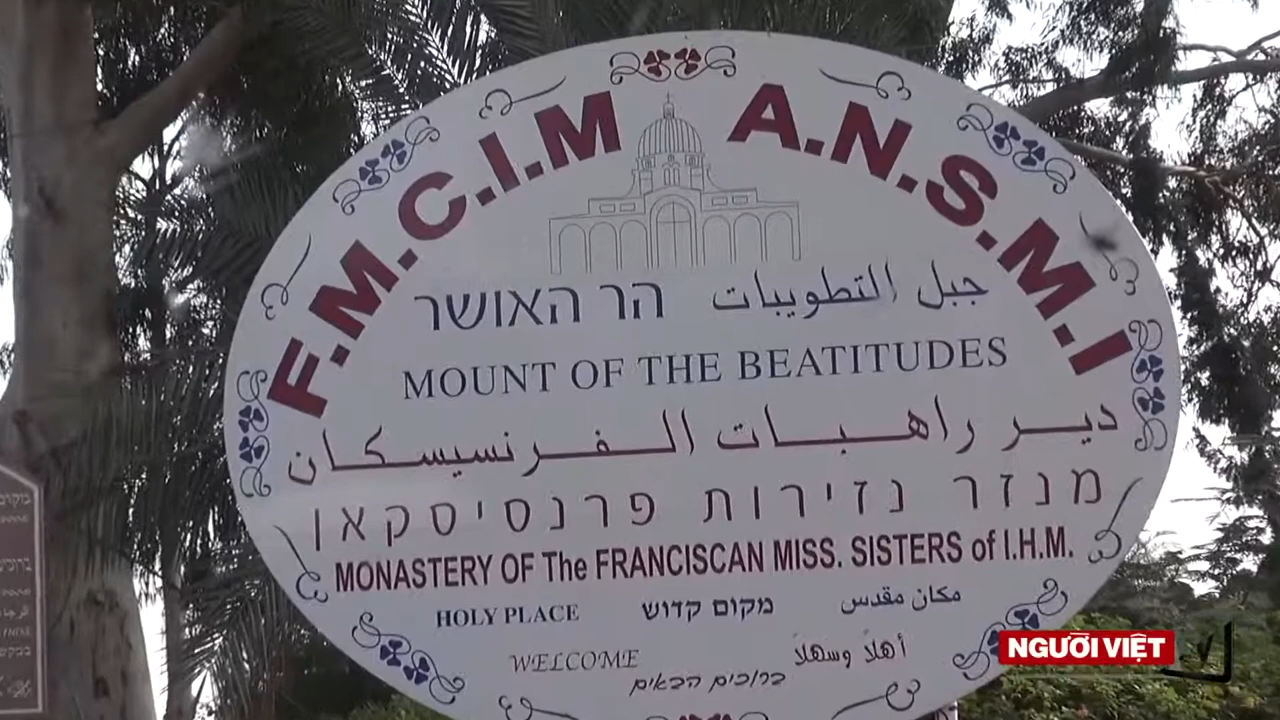 F.M.C.I.M A.N.S.M.I
הר האושר جبل التطويبات
MOUNT OF THE BEATITUDES
دير راهبات الفرنسيسكان
מנזר נזירות פרנסיסקאן
MONASTERY OF The FRANCISCAN MISS. SISTERS of I.H.M.
HOLY PLACE מקום קדוש مكان مقدس
WELCOME أهلاً وسهلاً
ברוכים הבאים
NGƯỜI VIỆT